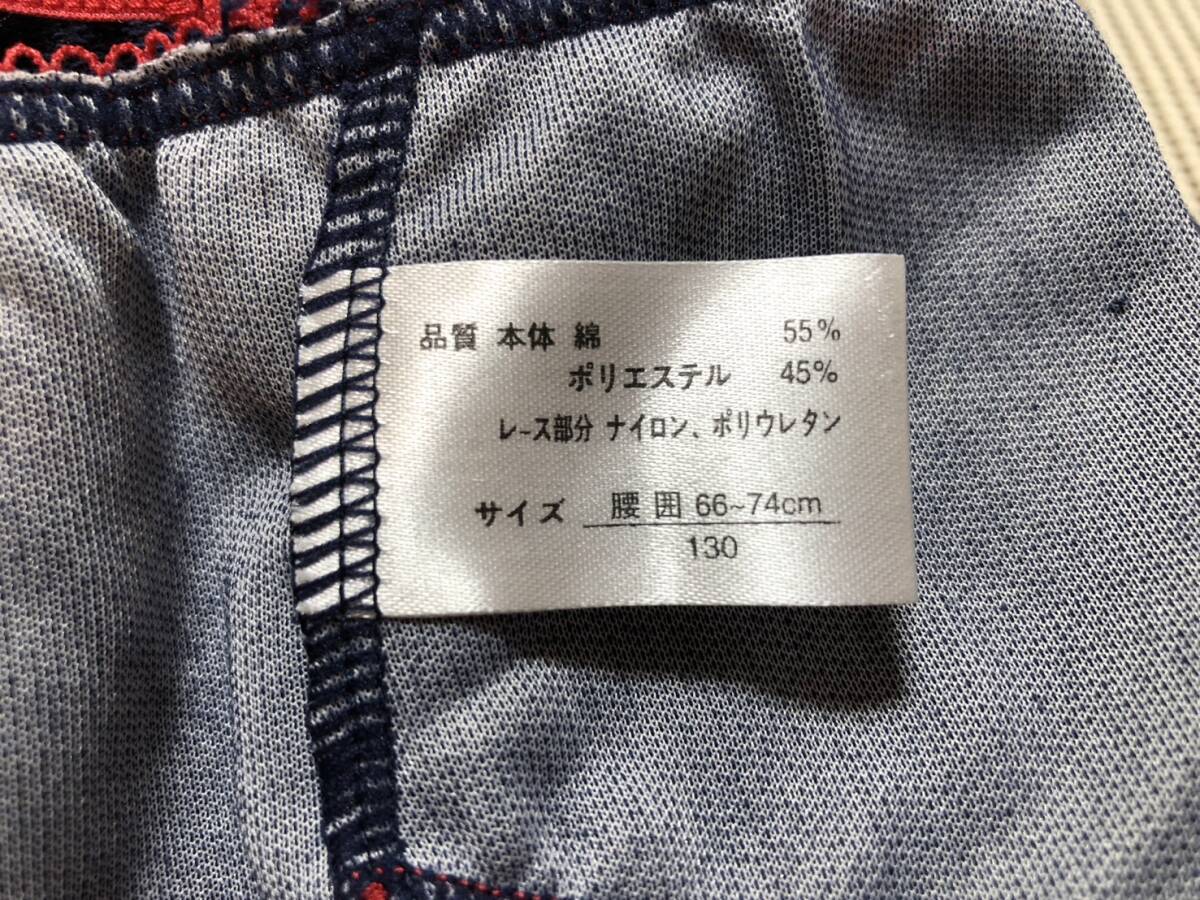 品質 本体 綿 55%
ポリエステル 45%
レース部分 ナイロン、ポリウレタン
サイズ 腰囲 66~74cm
130